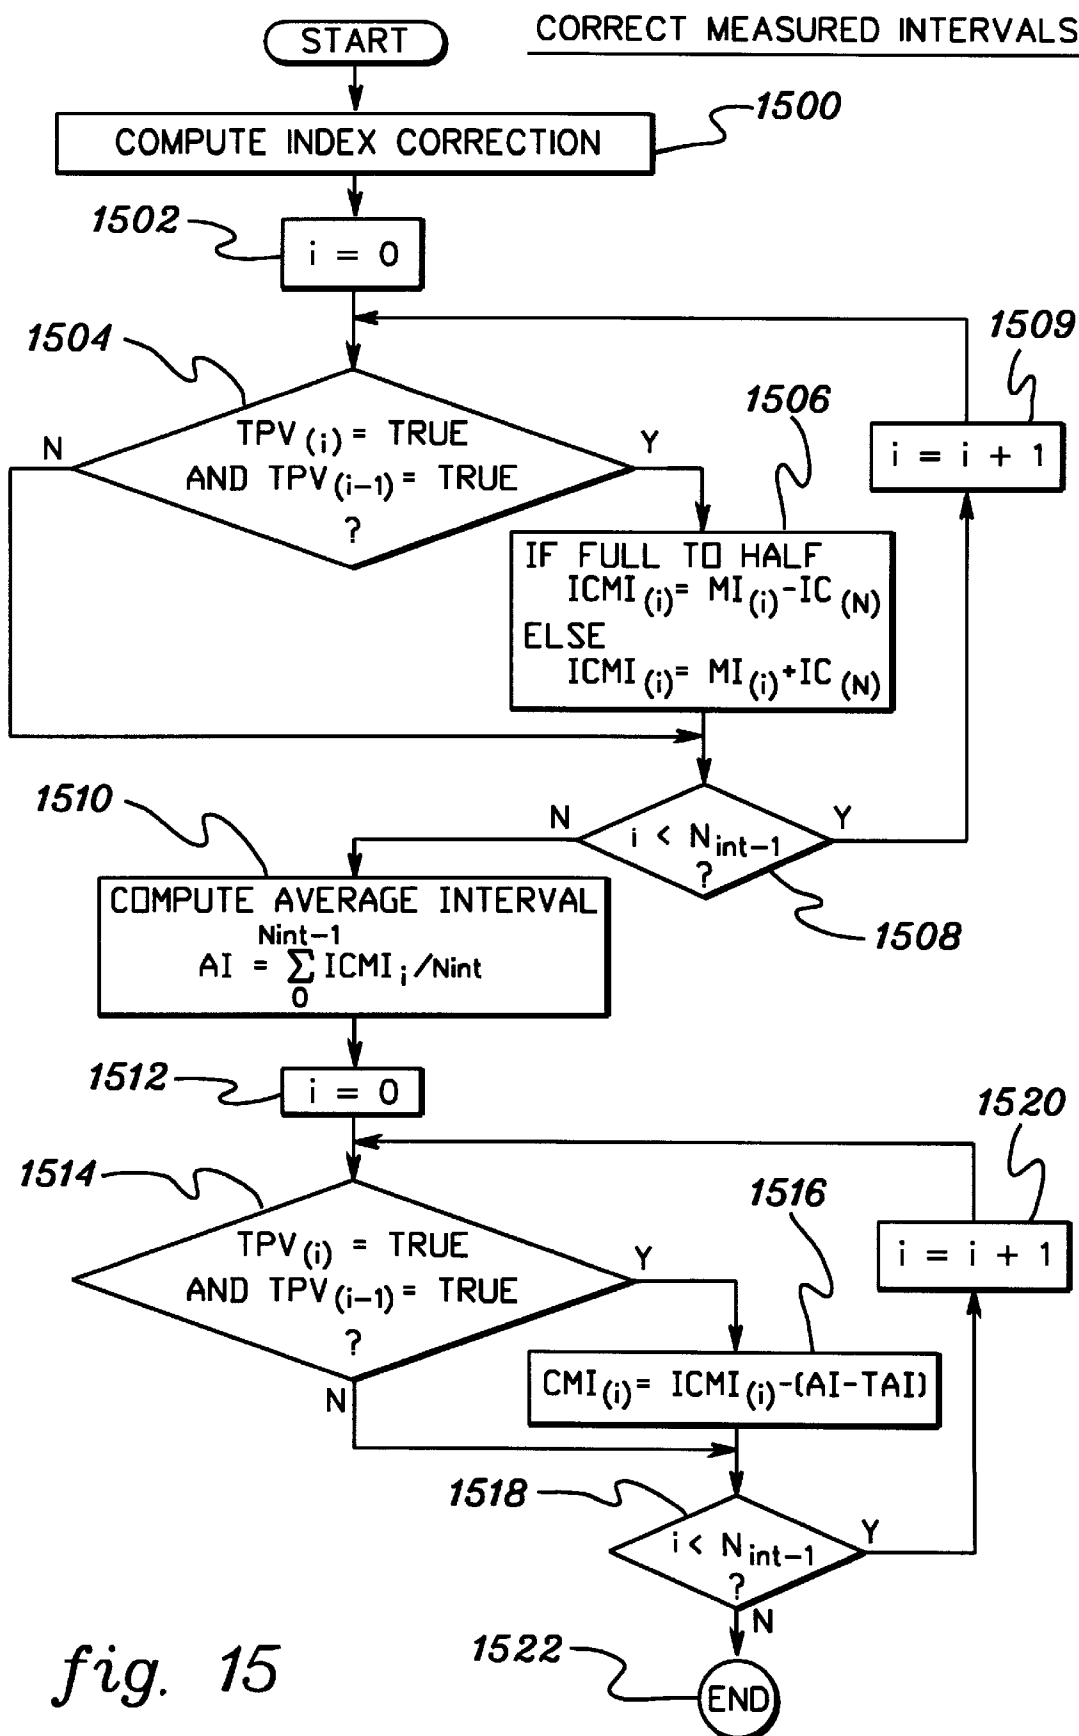 START
CORRECT MEASURED INTERVALS
1500
COMPUTE INDEX CORRECTION
1502
i = 0
1504
1509
i = i + 1
N
TPV(i) = TRUE
AND TPV(i-1) = TRUE
?
Y
1506
IF FULL TO HALF
ICMI(i) = MI(i)-IC(N)
ELSE
ICMI(i) = MI(i)+IC(N)
1510
N
i < Nint-1
?
Y
1508
COMPUTE AVERAGE INTERVAL
Nint-1
AI = ∑ ICMIi/Nint
0
1512
i = 0
1520
i = i + 1
1514
TPV(i) = TRUE
AND TPV(i-1) = TRUE
?
Y
N
1516
CMI(i) = ICMI(i)-(AI-TAI)
1518
i < Nint-1
?
Y
N
1522
END
fig. 15